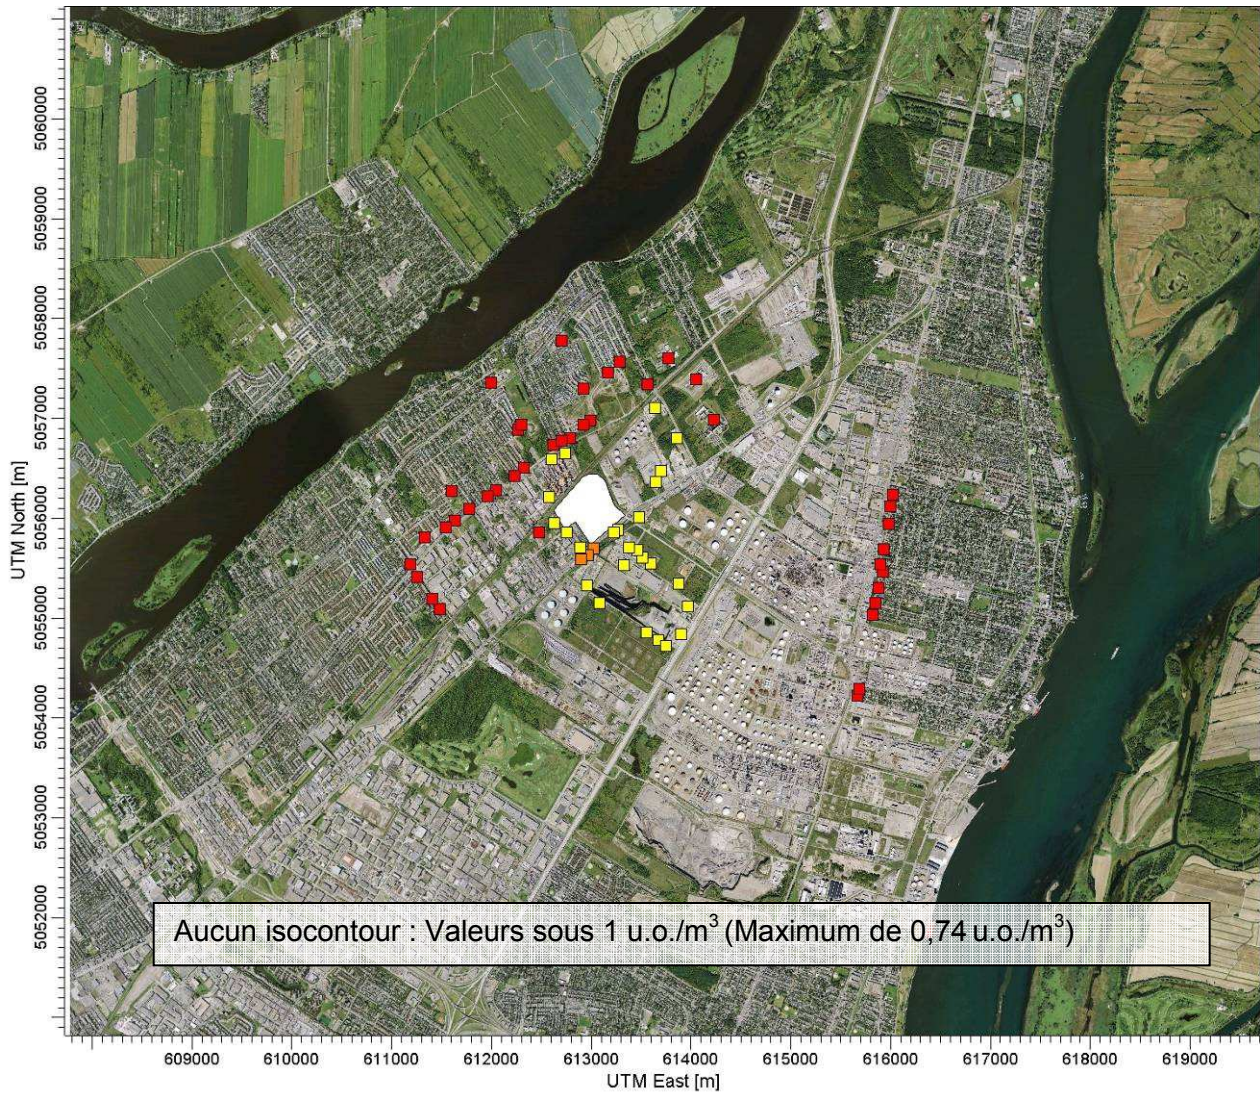 5060000
5059000
5058000
5057000
5056000
5055000
5054000
5053000
5052000
UTM North [m]
Aucun isocontour : Valeurs sous 1 u.o./m³ (Maximum de 0,74 u.o./m³)
609000 610000 611000 612000 613000 614000 615000 616000 617000 618000 619000
UTM East [m]